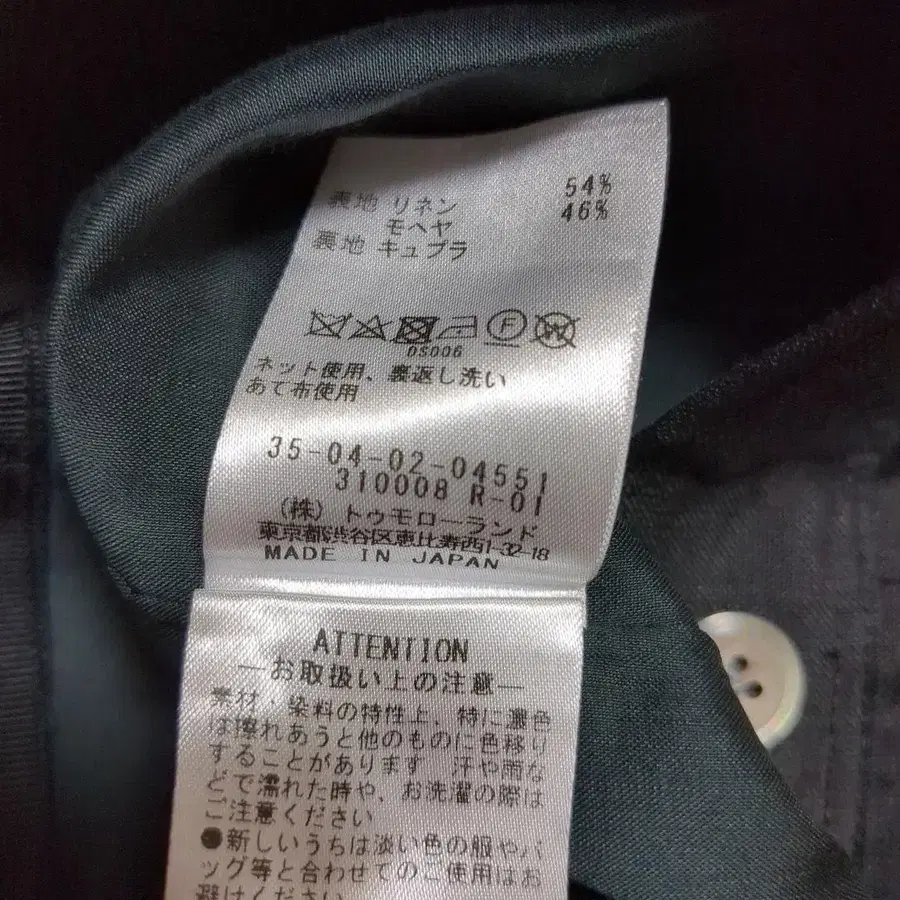 表地 リネン 54%
モヘヤ 46%
裏地 キュプラ
F W
DS006
ネット使用、裏返し洗い
あて布使用
35-04-02-04551
310008 R-01
(株) トゥモローランド
東京都渋谷区恵比寿西1-32-18
MADE IN JAPAN
ATTENTION
―お取扱い上の注意―
素材・染料の特性上、特に濃色
は擦れあうと他のものに色移り
することがあります 汗や雨な
どで濡れた時や、お洗濯の際は
ご注意ください
●新しいうちは淡い色の服やバ
ッグ等と合わせてのご使用はお
避けください